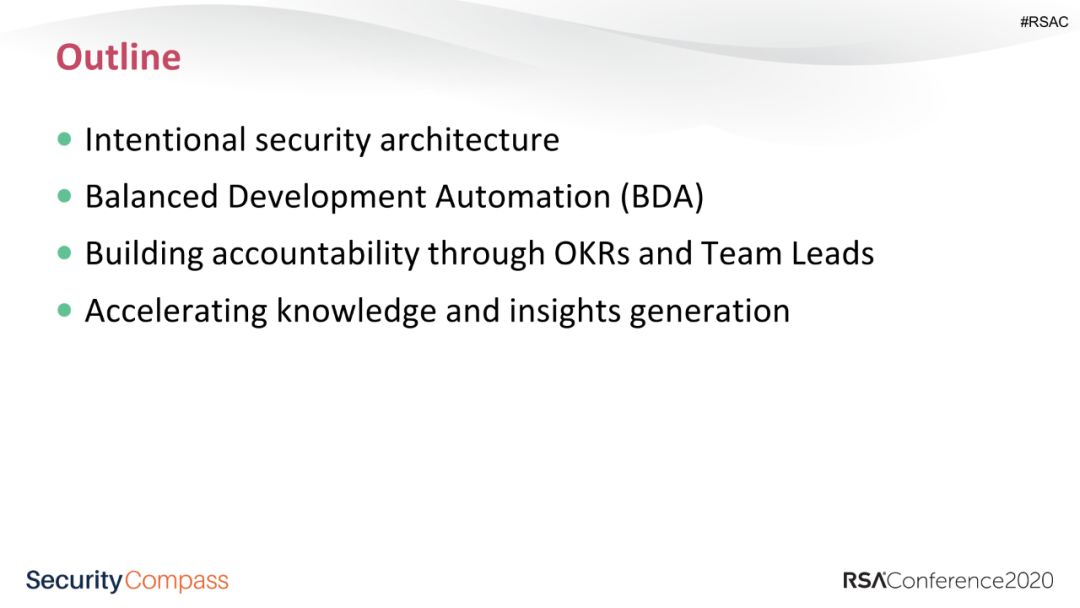 #RSAC
Outline
Intentional security architecture
Balanced Development Automation (BDA)
Building accountability through OKRs and Team Leads
Accelerating knowledge and insights generation
SecurityCompass
RSAConference2020